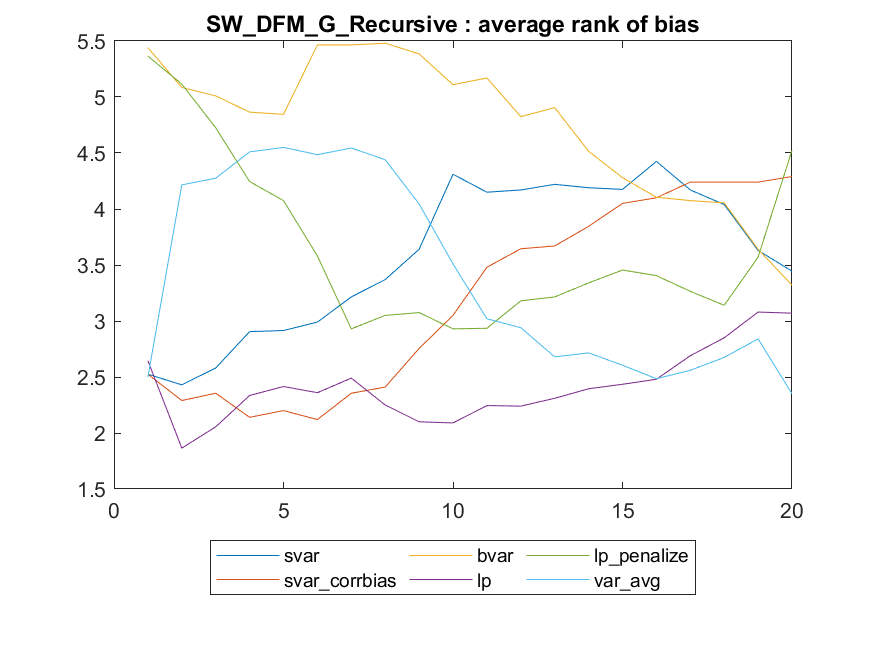 SW_DFM_G_Recursive : average rank of bias
5.5
5
4.5
4
3.5
3
2.5
2
1.5
0 5 10 15 20
svar bvar lp_penalize
svar_corrbias lp var_avg